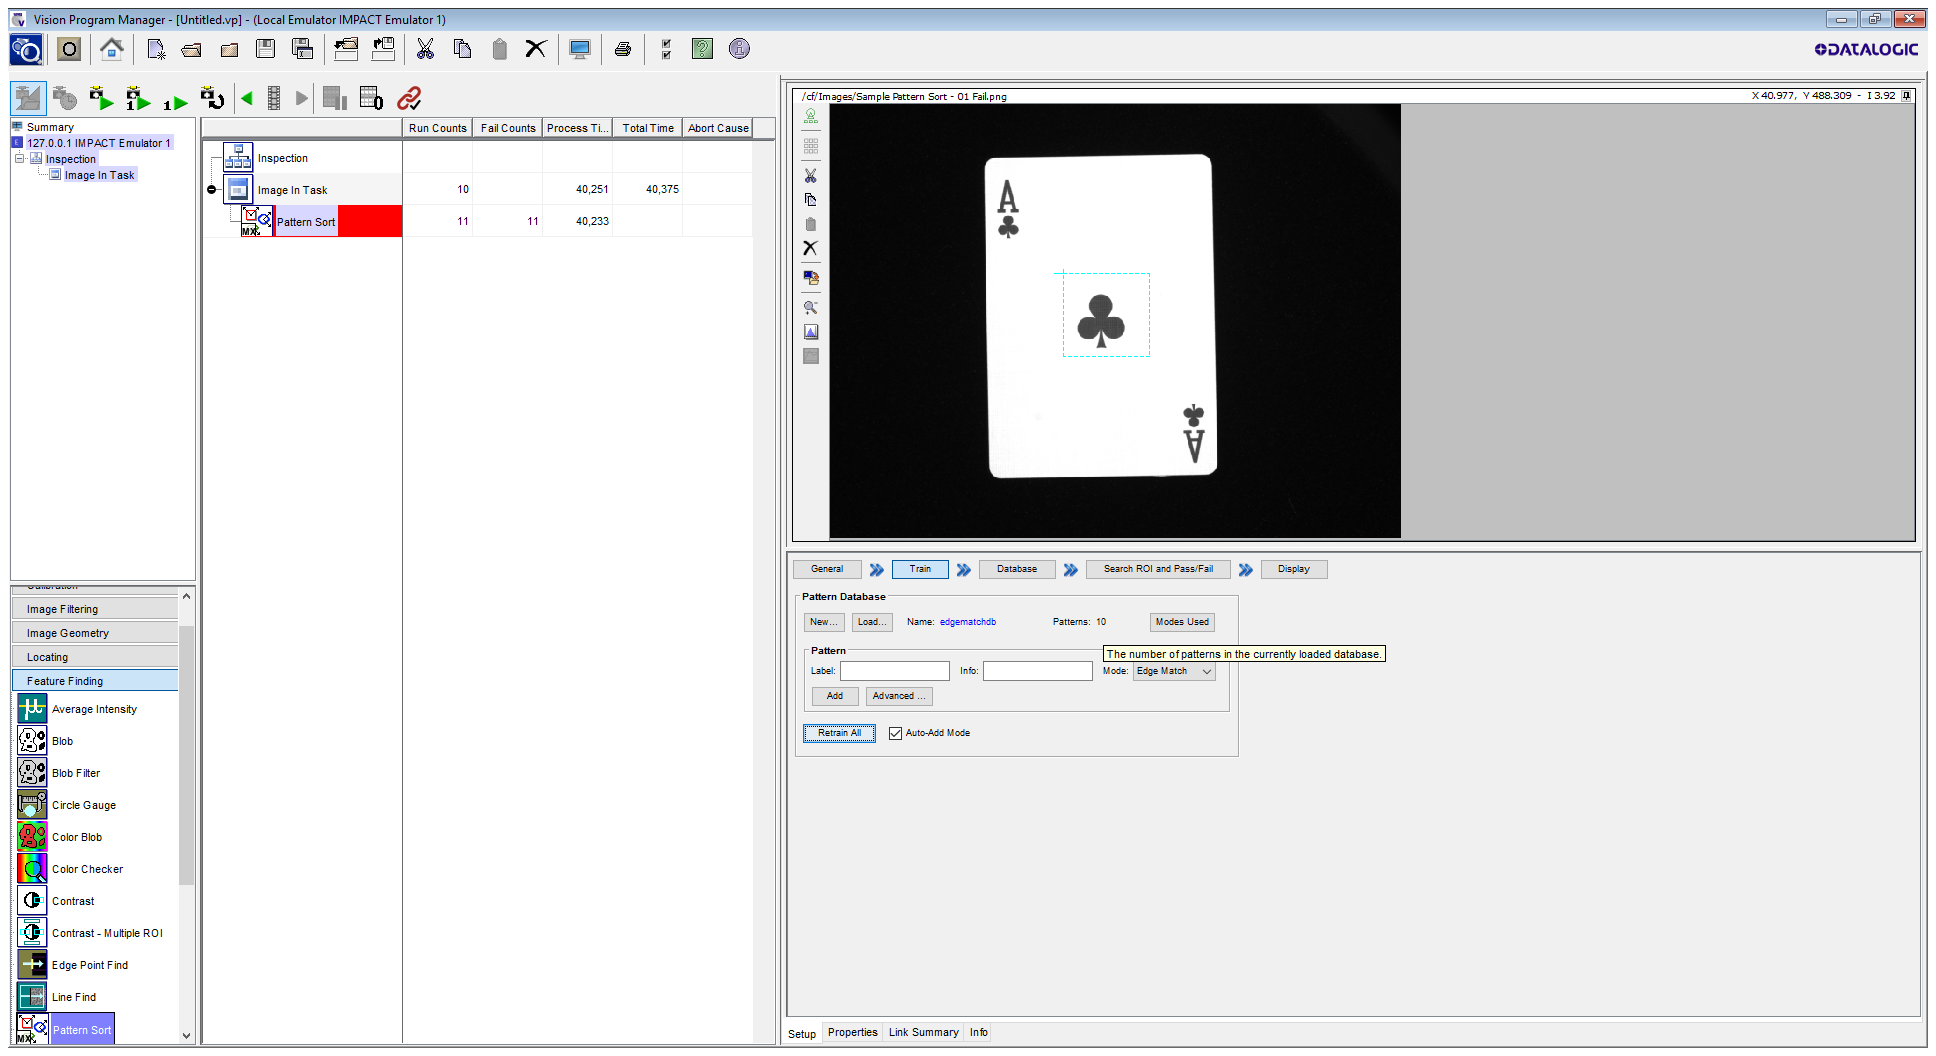 Vision Program Manager - [Untitled.vp] - (Local Emulator IMPACT Emulator 1)
DATALOGIC
Summary
127.0.0.1 IMPACT Emulator 1
Inspection
Image In Task
Run Counts Fail Counts Process Ti... Total Time Abort Cause
Inspection
Image In Task 10 40,251 40,375
Pattern Sort 11 11 40,233
MX
Calibration
Image Filtering
Image Geometry
Locating
Feature Finding
Average Intensity
Blob
Blob Filter
Circle Gauge
Color Blob
Color Checker
Contrast
Contrast - Multiple ROI
Edge Point Find
Line Find
Pattern Sort
MX
/cf/Images/Sample Pattern Sort - 01 Fail.png X 40.977, Y 488.309 - I 3.92
A
A
General Train Database Search ROI and Pass/Fail Display
Pattern Database
New... Load... Name: edgematchdb Patterns: 10 Modes Used
Pattern
The number of patterns in the currently loaded database.
Label: Info: Mode: Edge Match
Add Advanced ...
Retrain All Auto-Add Mode
Setup Properties Link Summary Info